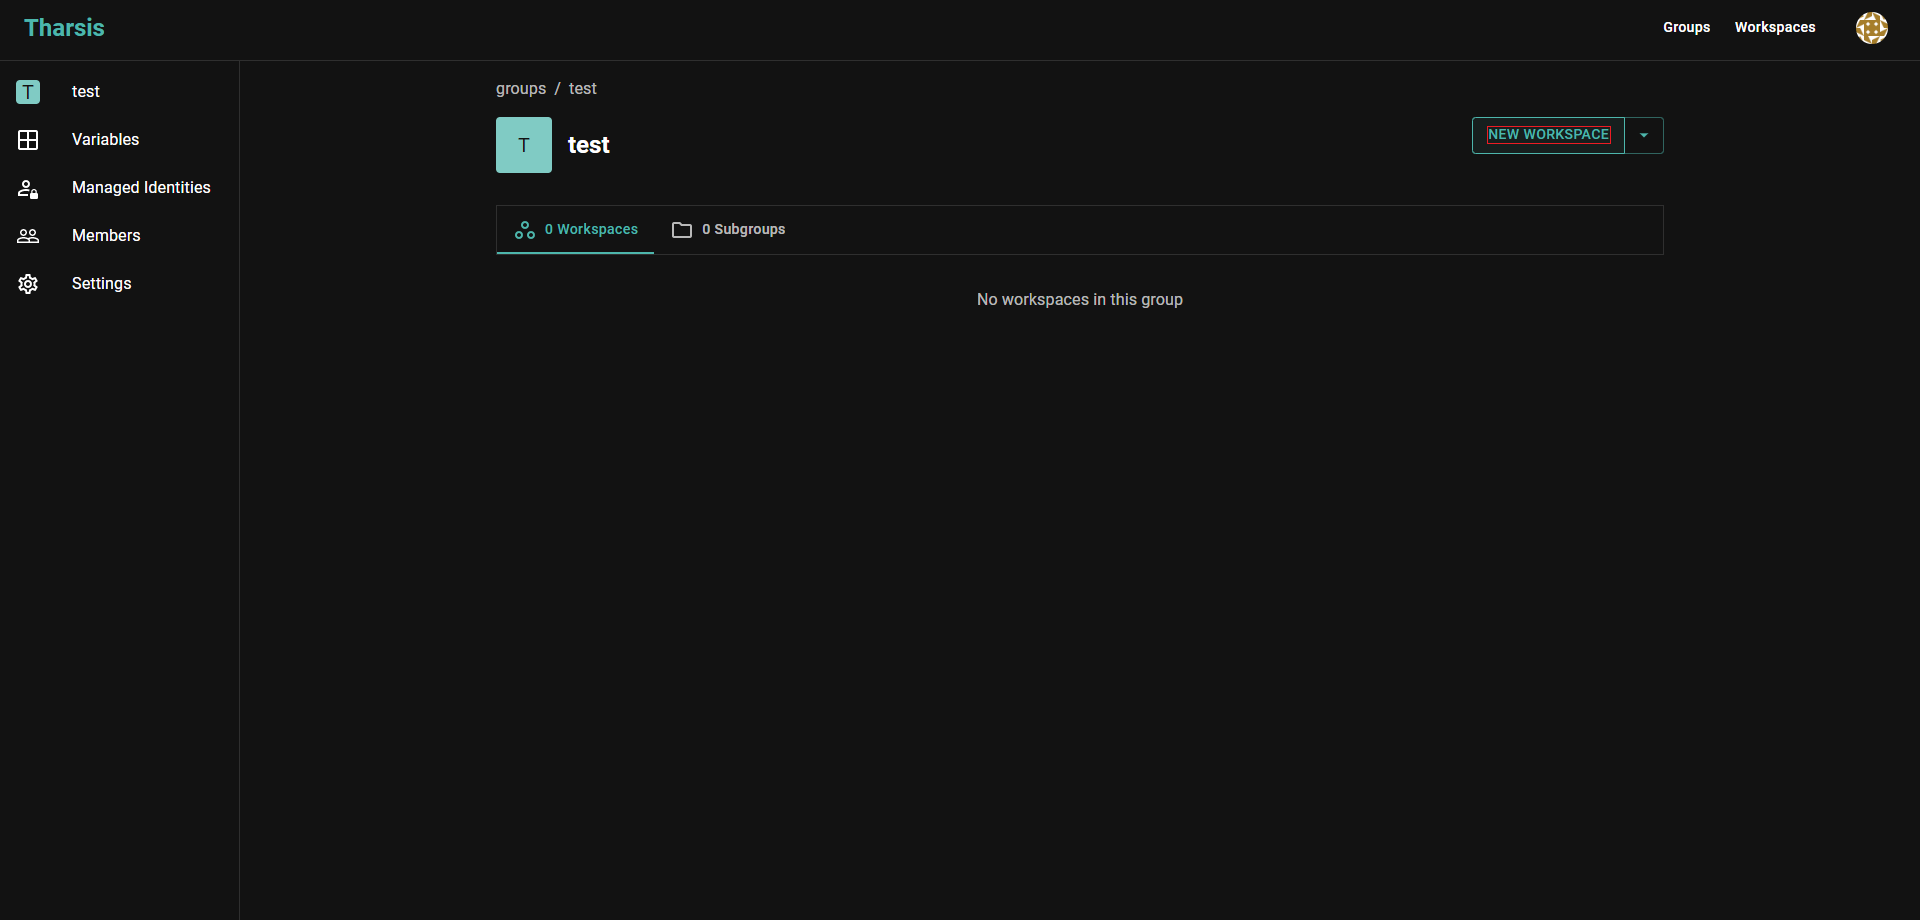 Tharsis
Groups Workspaces
T test
Variables
Managed Identities
Members
Settings
groups / test
T test
NEW WORKSPACE
0 Workspaces 0 Subgroups
No workspaces in this group